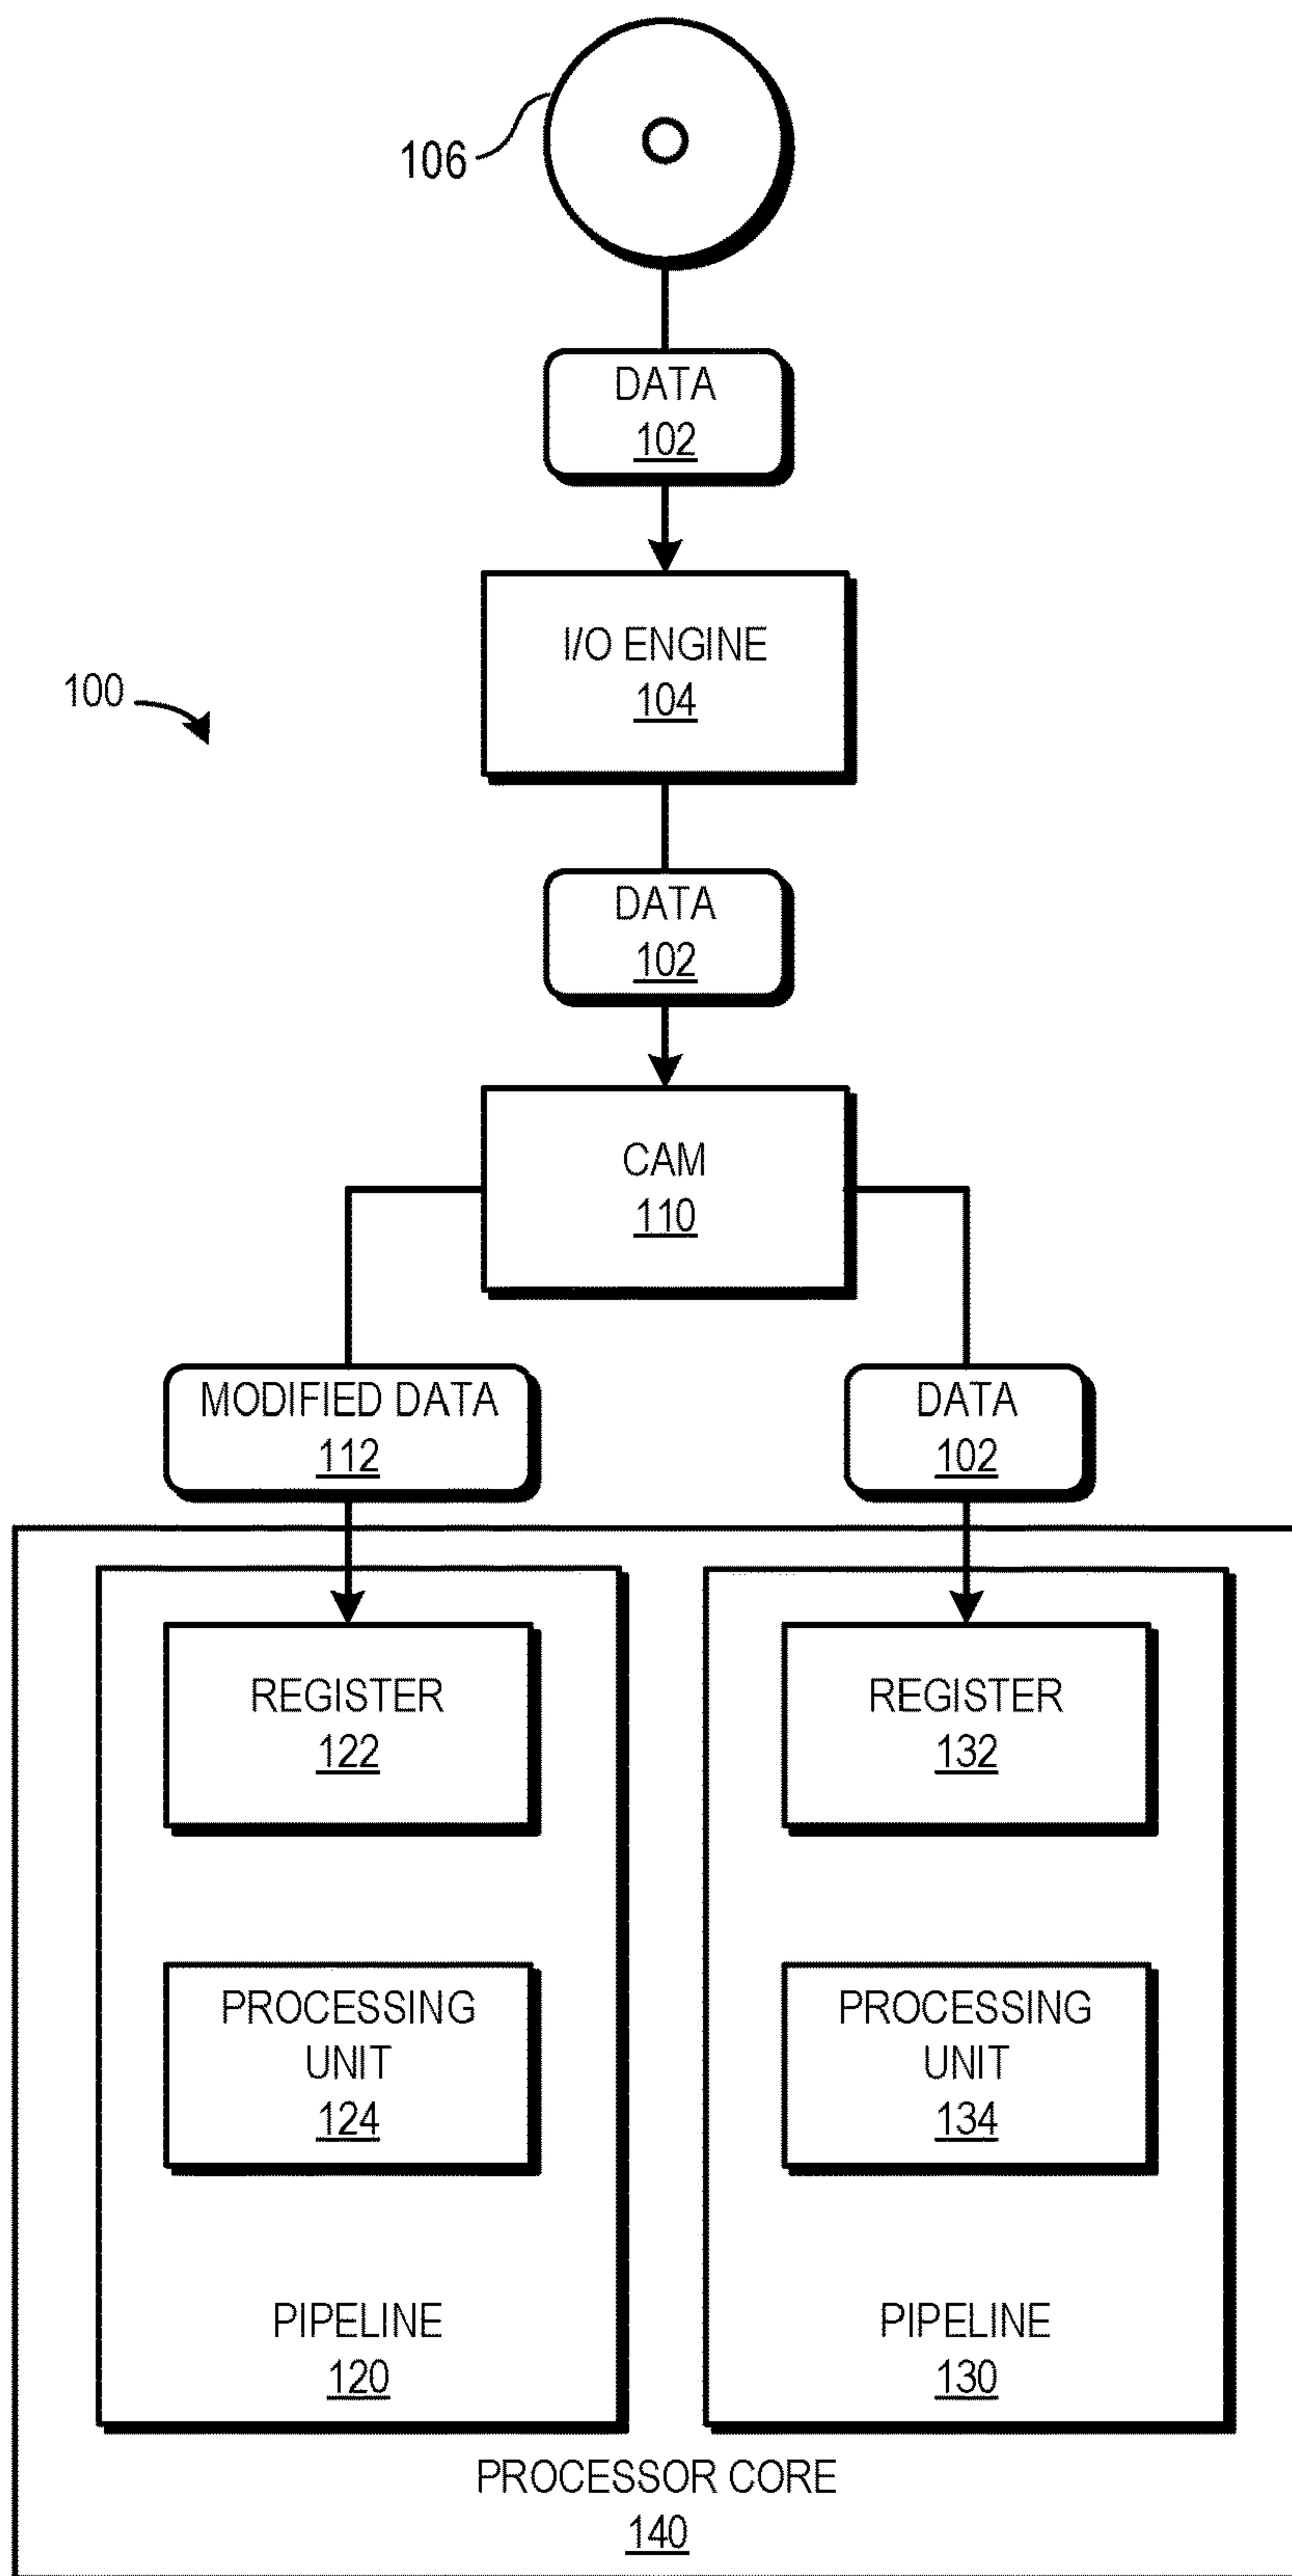 106
DATA
102
I/O ENGINE
104
100
DATA
102
CAM
110
MODIFIED DATA
112
DATA
102
REGISTER
122
REGISTER
132
PROCESSING
UNIT
124
PROCESSING
UNIT
134
PIPELINE
120
PIPELINE
130
PROCESSOR CORE
140